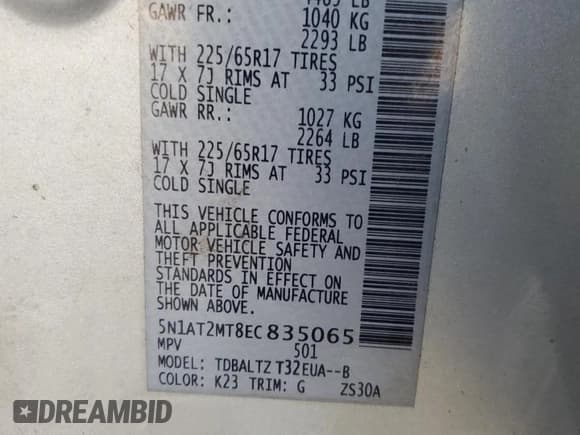 GAWR FR.: 1040 KG
2293 LB
WITH 225/65R17 TIRES
17 X 7J RIMS AT 33 PSI
COLD SINGLE
GAWR RR.: 1027 KG
2264 LB
WITH 225/65R17 TIRES
17 X 7J RIMS AT 33 PSI
COLD SINGLE
THIS VEHICLE CONFORMS TO
ALL APPLICABLE FEDERAL
MOTOR VEHICLE SAFETY AND
THEFT PREVENTION
STANDARDS IN EFFECT ON
THE DATE OF MANUFACTURE
SHOWN ABOVE.
5N1AT2MT8EC835065
MPV 501
MODEL: TDBALTZ T32EUA--B
COLOR: K23 TRIM: G ZS30A
DREAMBID